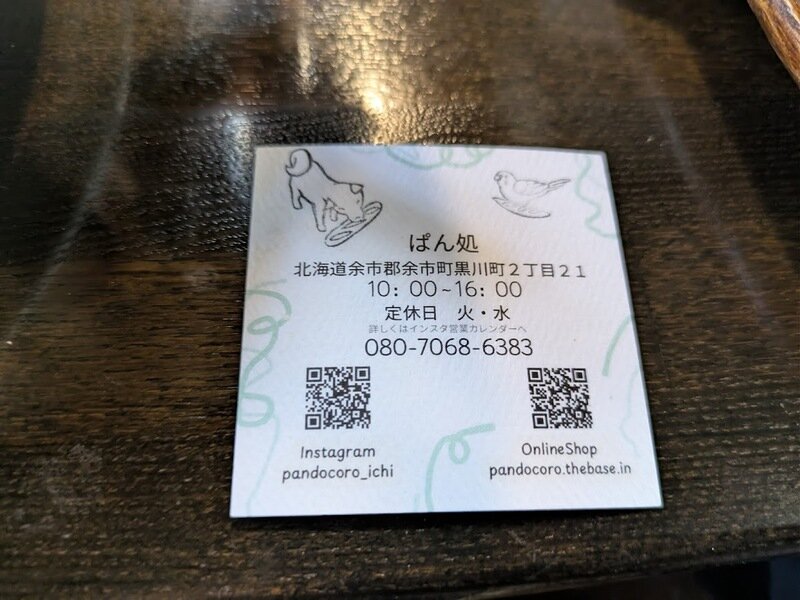 ぱん処
北海道余市郡余市町黒川町２丁目２１
10：00~16：00
定休日　火・水
詳しくはインスタ営業カレンダーへ
080-7068-6383
Instagram
pandocoro_ichi
OnlineShop
pandocoro.thebase.in